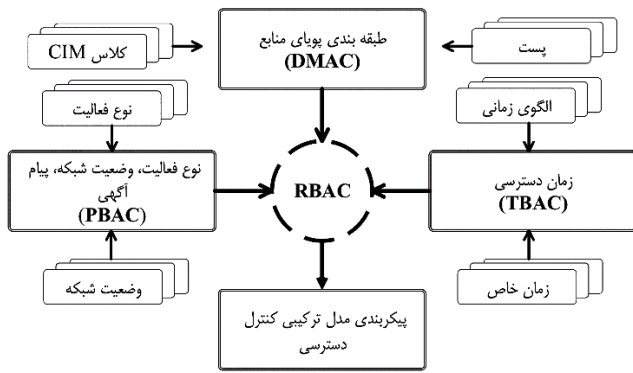 طبقه بندی پویای منابع
(DMAC)
پست
کلاس CIM
الگوی زمانی
نوع فعالیت
زمان دسترسی
(TBAC)
RBAC
نوع فعالیت، وضعیت شبکه، پیام
آگهی
(PBAC)
زمان خاص
وضعیت شبکه
پیکربندی مدل ترکیبی کنترل
دسترسی